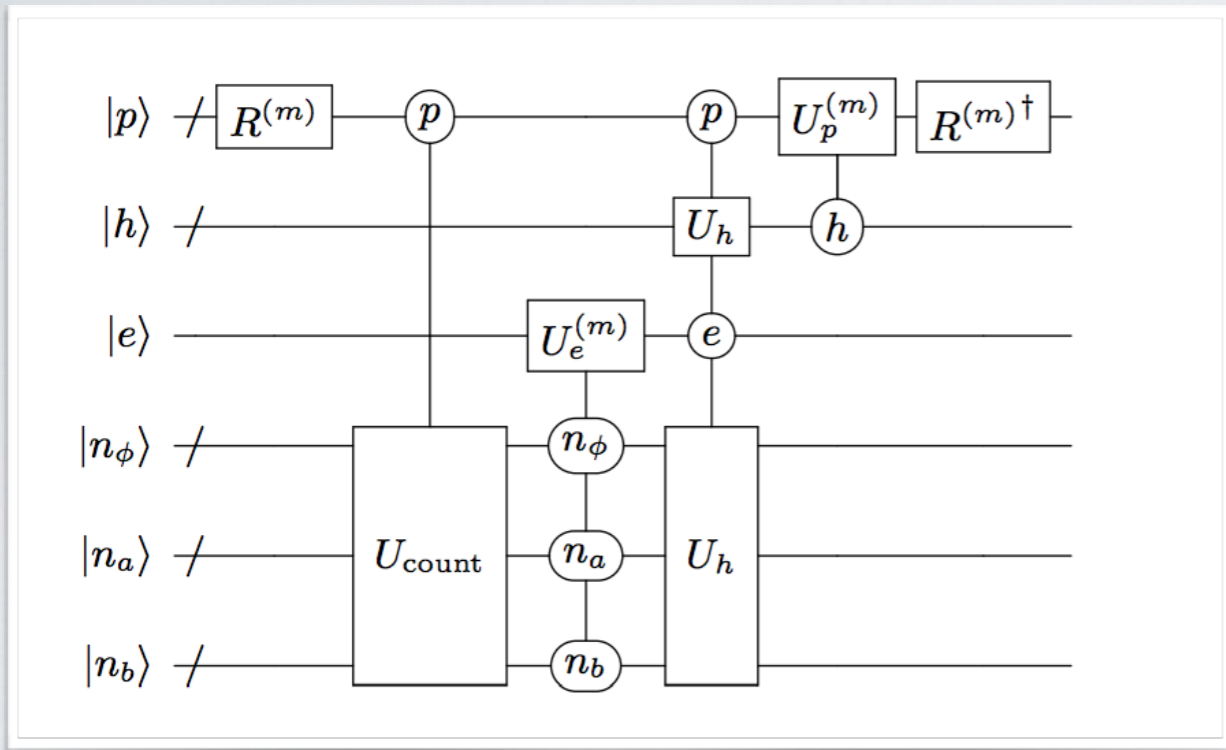 |p⟩ R^(m) p p U_p^(m) R^(m)†
|h⟩ U_h h
|e⟩ U_e^(m) e
|n_ϕ⟩ n_ϕ
|n_a⟩ U_count n_a U_h
|n_b⟩ n_b